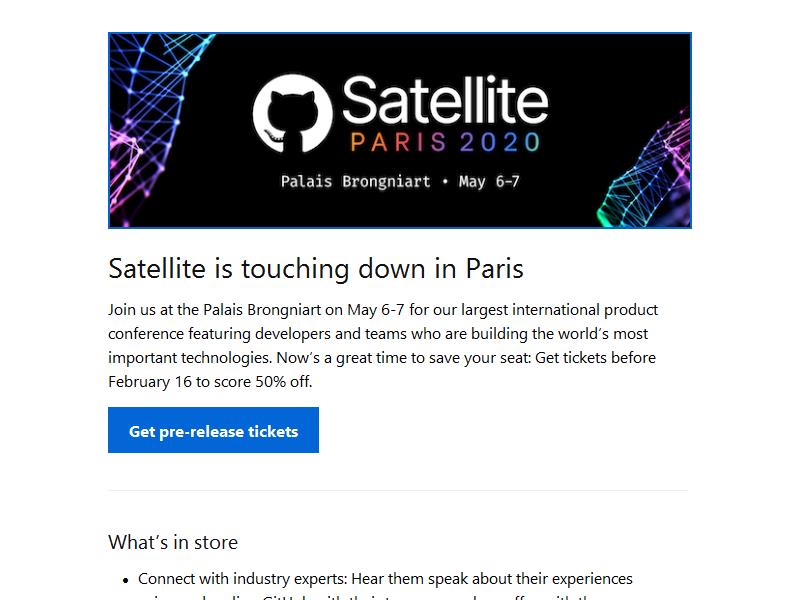 Satellite
PARIS 2020
Palais Brongniart • May 6-7
Satellite is touching down in Paris
Join us at the Palais Brongniart on May 6-7 for our largest international product
conference featuring developers and teams who are building the world's most
important technologies. Now's a great time to save your seat: Get tickets before
February 16 to score 50% off.
Get pre-release tickets
What's in store
• Connect with industry experts: Hear them speak about their experiences